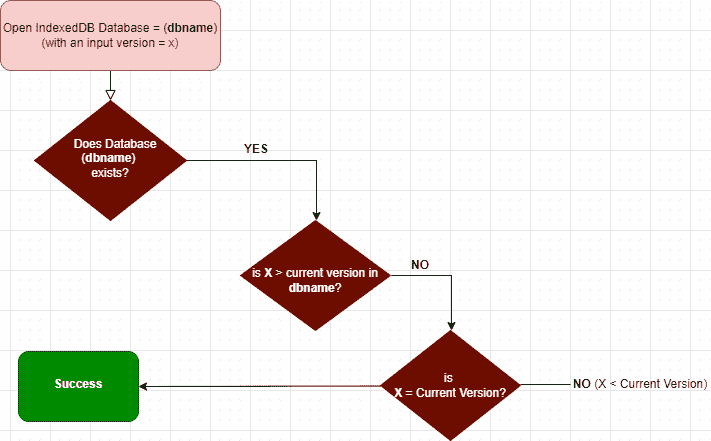 Open IndexedDB Database = (dbname)
(with an input version = x)
Does Database
(dbname)
exists?
YES
is X > current version in
dbname?
NO
is
X = Current Version?
NO (X < Current Version)
Success